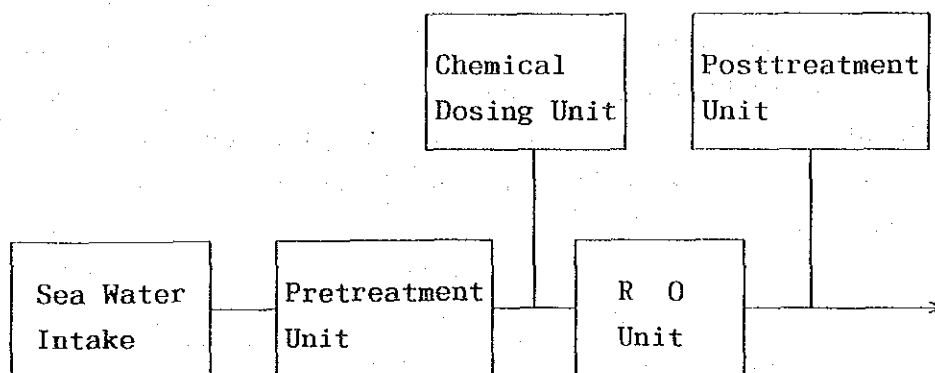 Chemical
Dosing Unit
Posttreatment
Unit
Sea Water
Intake
Pretreatment
Unit
R O
Unit